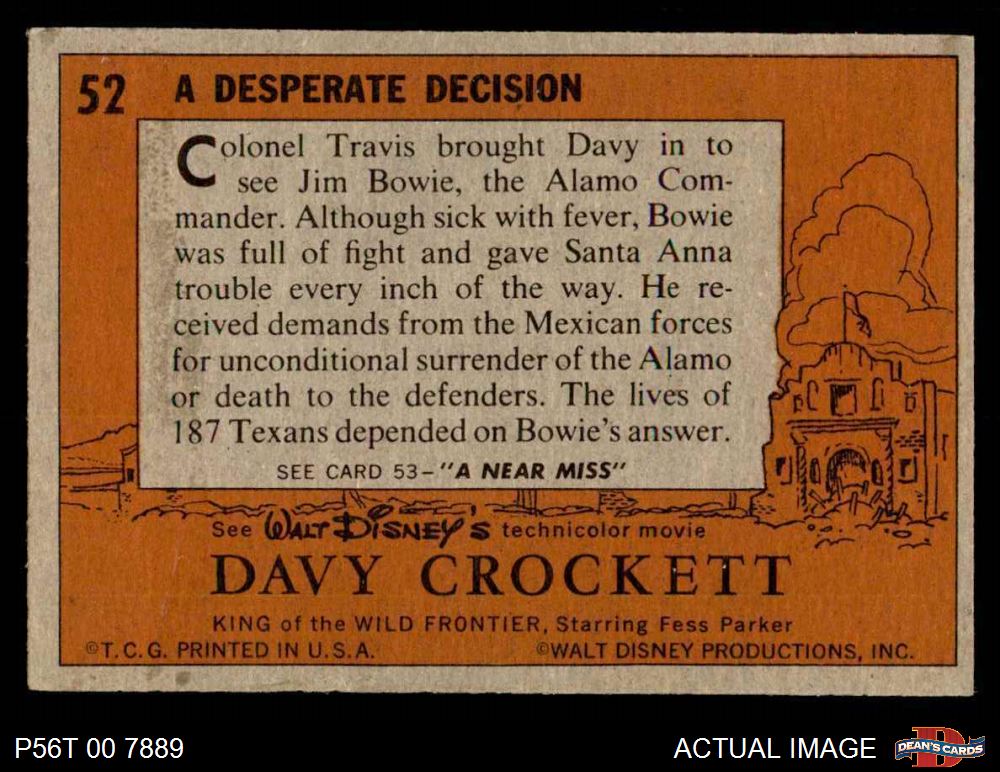 52 A DESPERATE DECISION
Colonel Travis brought Davy in to
see Jim Bowie, the Alamo Com-
mander. Although sick with fever, Bowie
was full of fight and gave Santa Anna
trouble every inch of the way. He re-
ceived demands from the Mexican forces
for unconditional surrender of the Alamo
or death to the defenders. The lives of
187 Texans depended on Bowie's answer.
SEE CARD 53-"A NEAR MISS"
See WALT DISNEY'S technicolor movie
DAVY CROCKETT
KING of the WILD FRONTIER, Starring Fess Parker
©T.C.G. PRINTED IN U.S.A. ©WALT DISNEY PRODUCTIONS, INC.
P56T 00 7889 ACTUAL IMAGE D DEAN'S CARDS